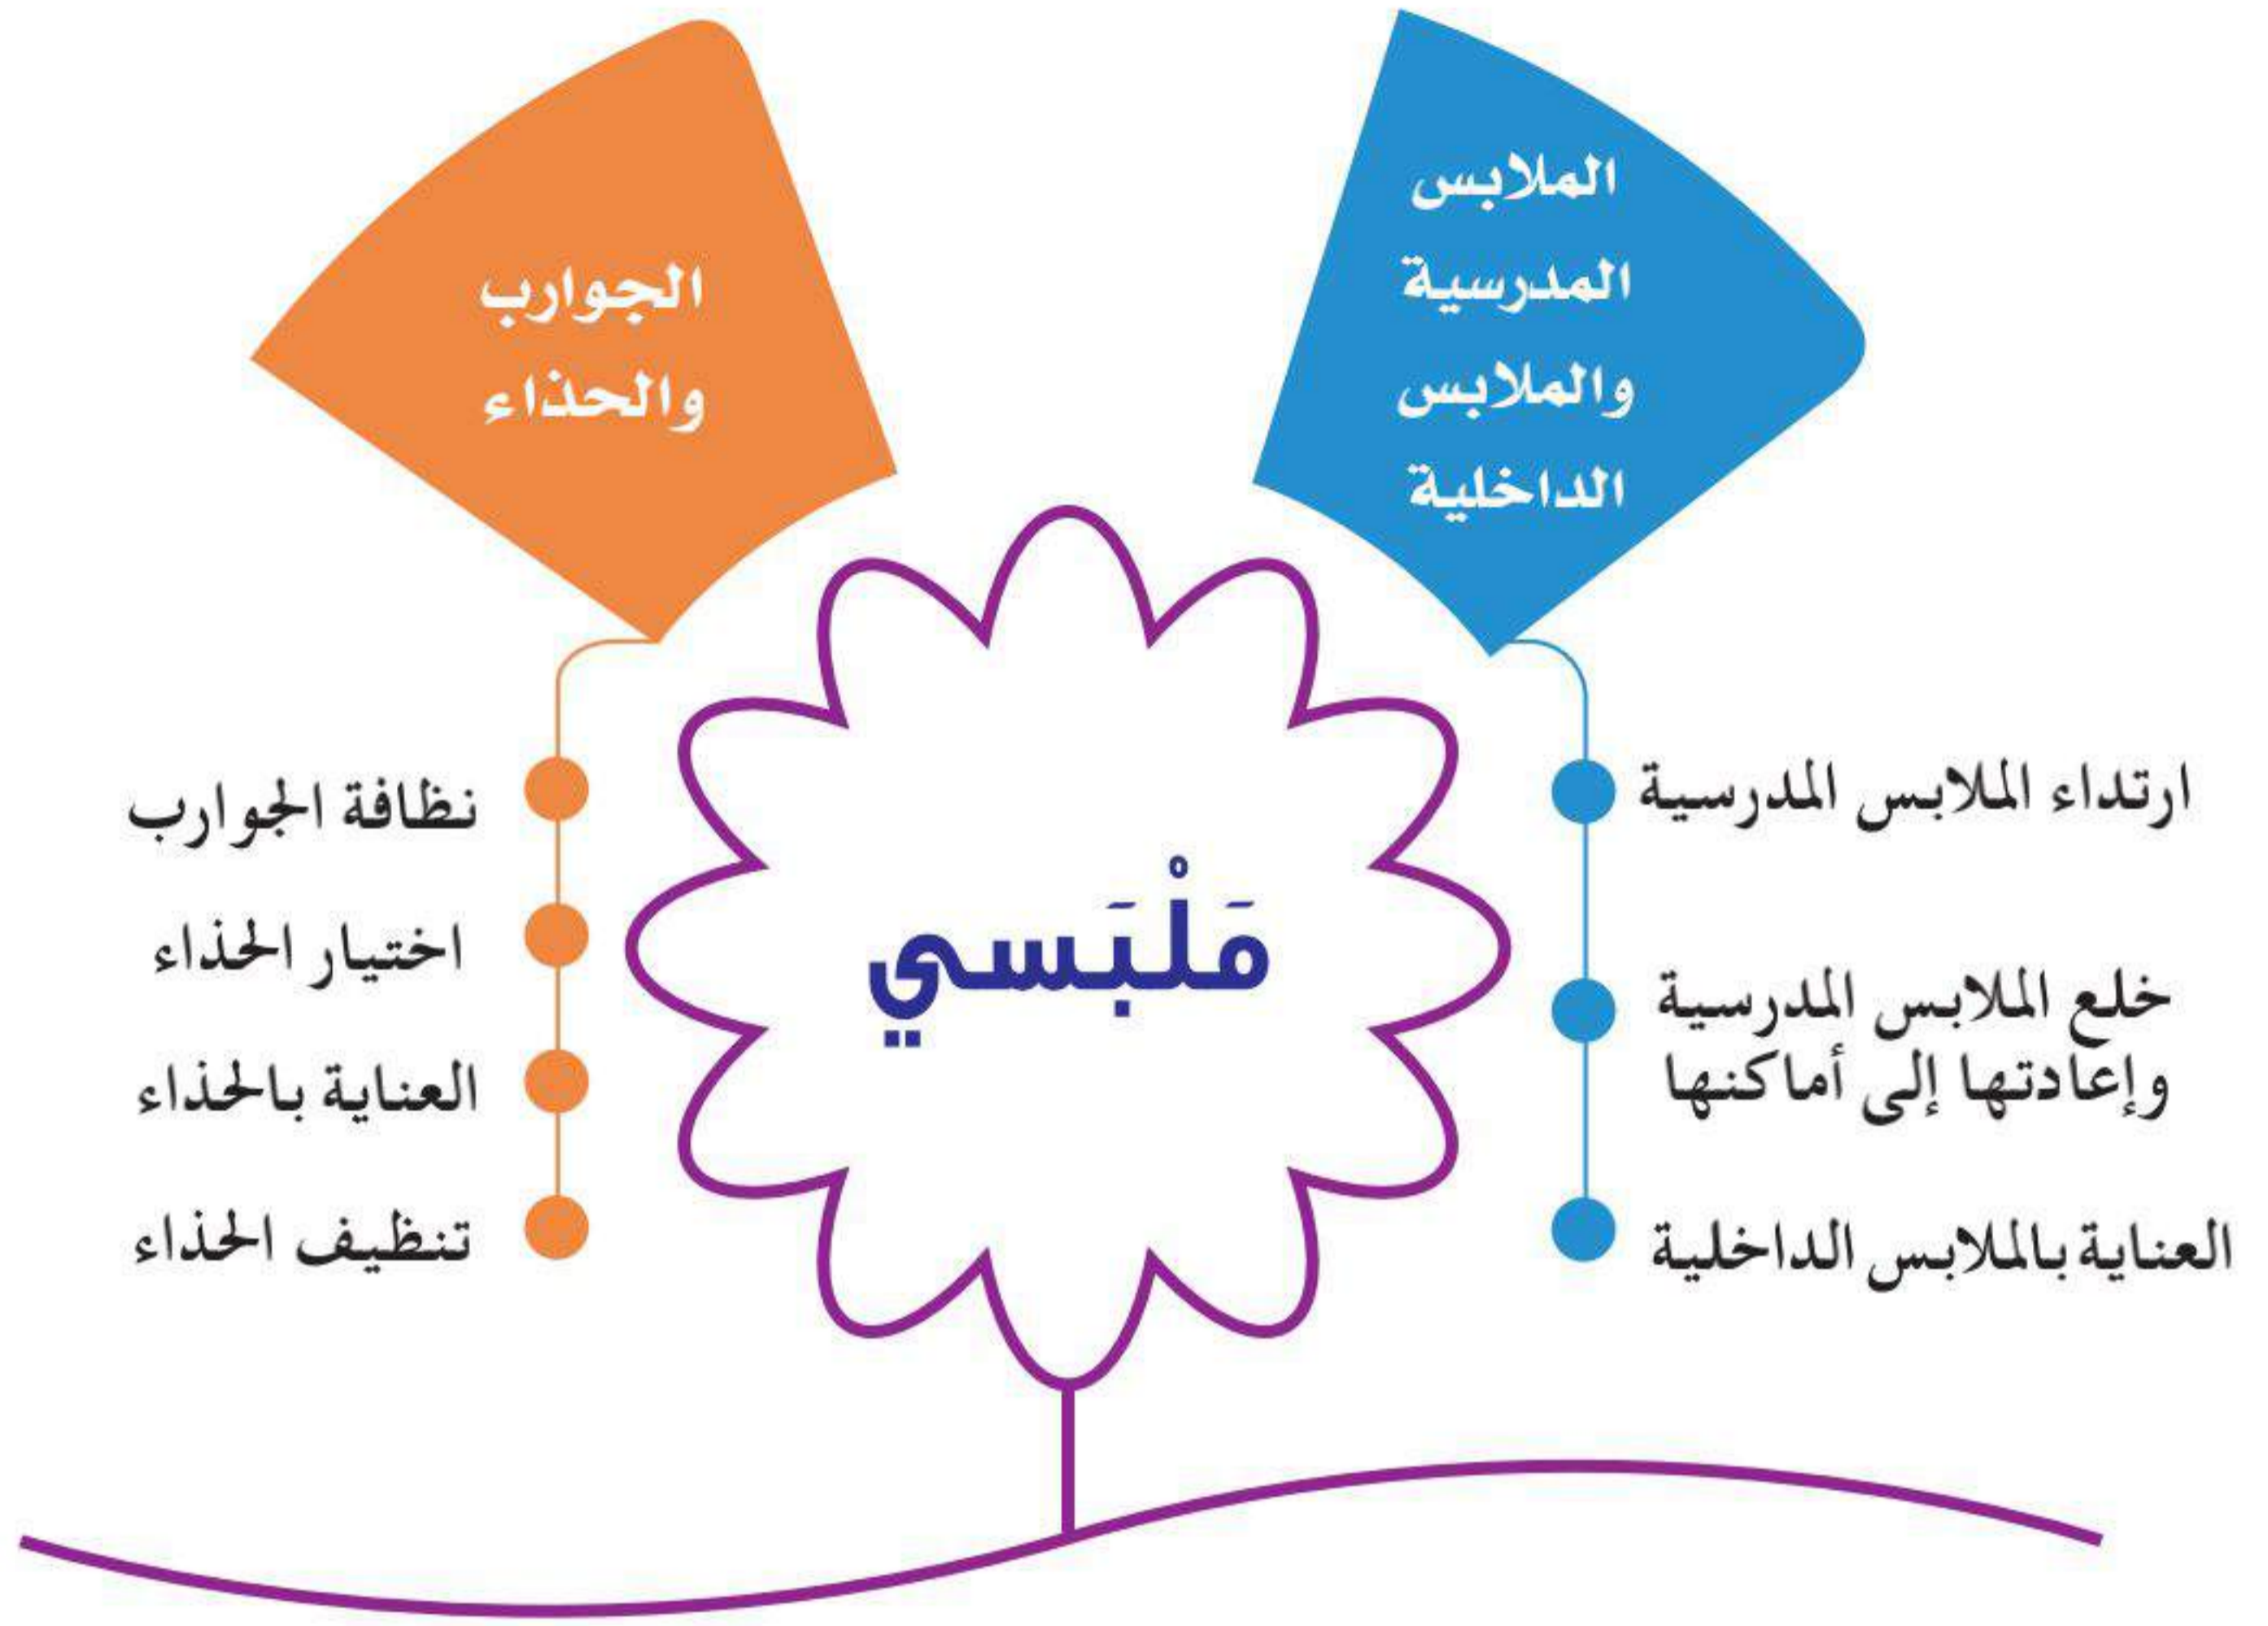 الملابس
المدرسية
والملابس
الداخلية
ارتداء الملابس المدرسية
خلع الملابس المدرسية
وإعادتها إلى أماكنها
العناية بالملابس الداخلية
مَلْبَسي
الجوارب
والحذاء
نظافة الجوارب
اختيار الحذاء
العناية بالحذاء
تنظيف الحذاء